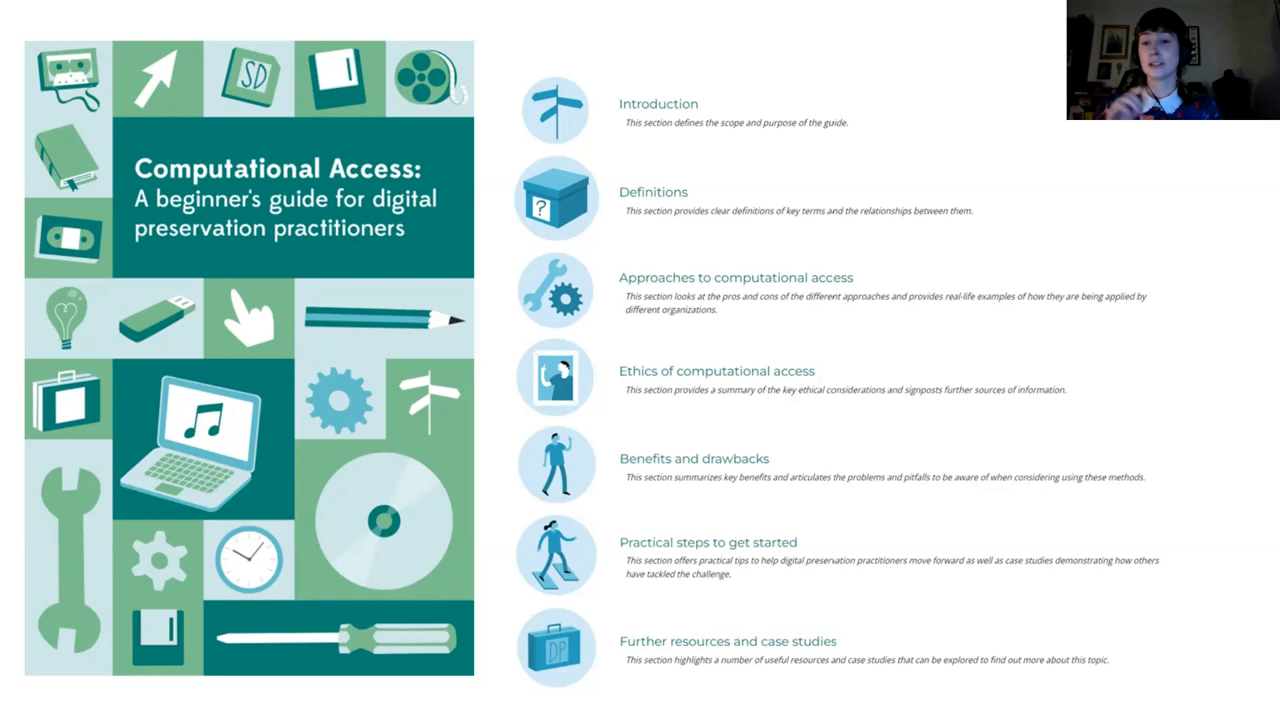 SD
Computational Access:
A beginner's guide for digital
preservation practitioners
Introduction
This section defines the scope and purpose of the guide.
?
Definitions
This section provides clear definitions of key terms and the relationships between them.
Approaches to computational access
This section looks at the pros and cons of the different approaches and provides real-life examples of how they are being applied by
different organizations.
Ethics of computational access
This section provides a summary of the key ethical considerations and signposts further sources of information.
Benefits and drawbacks
This section summarizes key benefits and articulates the problems and pitfalls to be aware of when considering using these methods.
Practical steps to get started
This section offers practical tips to help digital preservation practitioners move forward as well as case studies demonstrating how others
have tackled the challenge.
DP
Further resources and case studies
This section highlights a number of useful resources and case studies that can be explored to find out more about this topic.